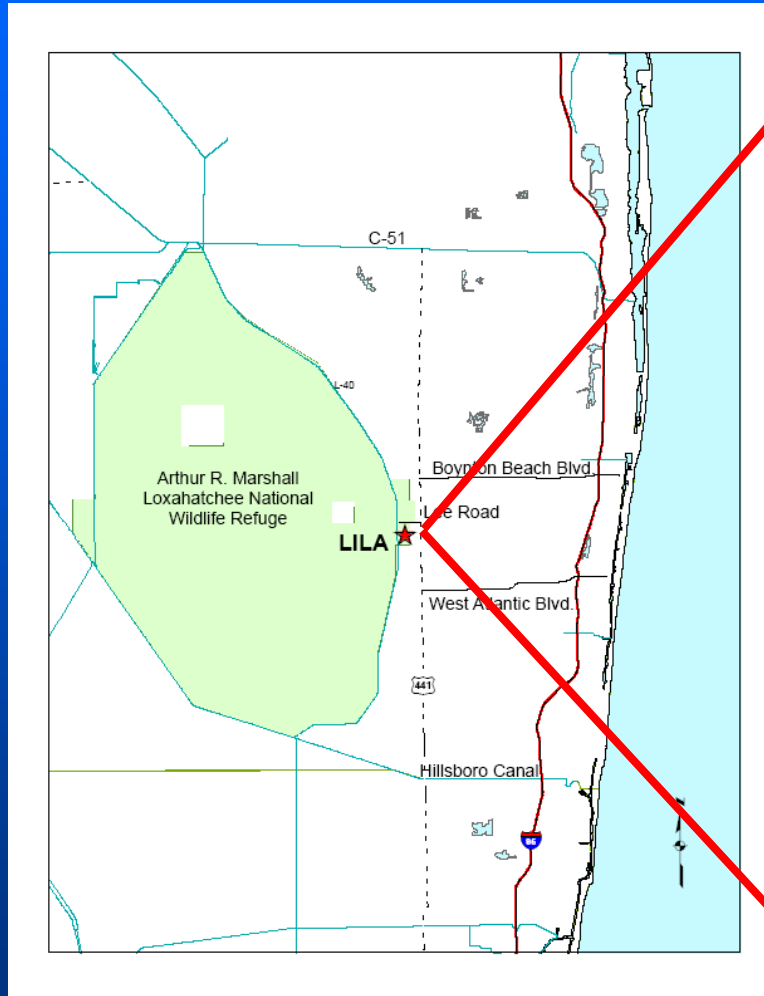 C-51
L-40
Boynton Beach Blvd.
Arthur R. Marshall
Loxahatchee National
Wildlife Refuge
Lee Road
LILA
West Atlantic Blvd.
441
Hillsboro Canal
95
N